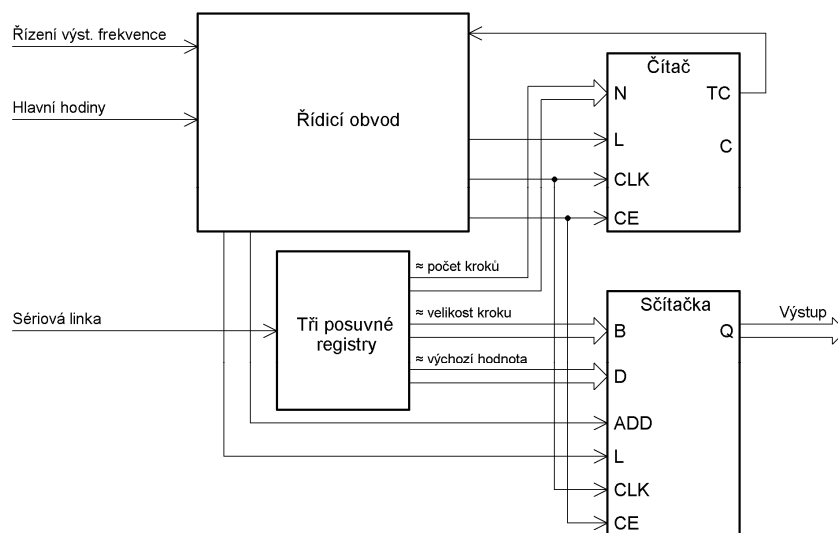 Řízení výst. frekvence
Hlavní hodiny
Řídicí obvod
Čítač
N
TC
L
C
CLK
CE
Sériová linka
Tři posuvné
registry
≈ počet kroků
≈ velikost kroku
≈ výchozí hodnota
Sčítačka
B
Q
Výstup
D
ADD
L
CLK
CE